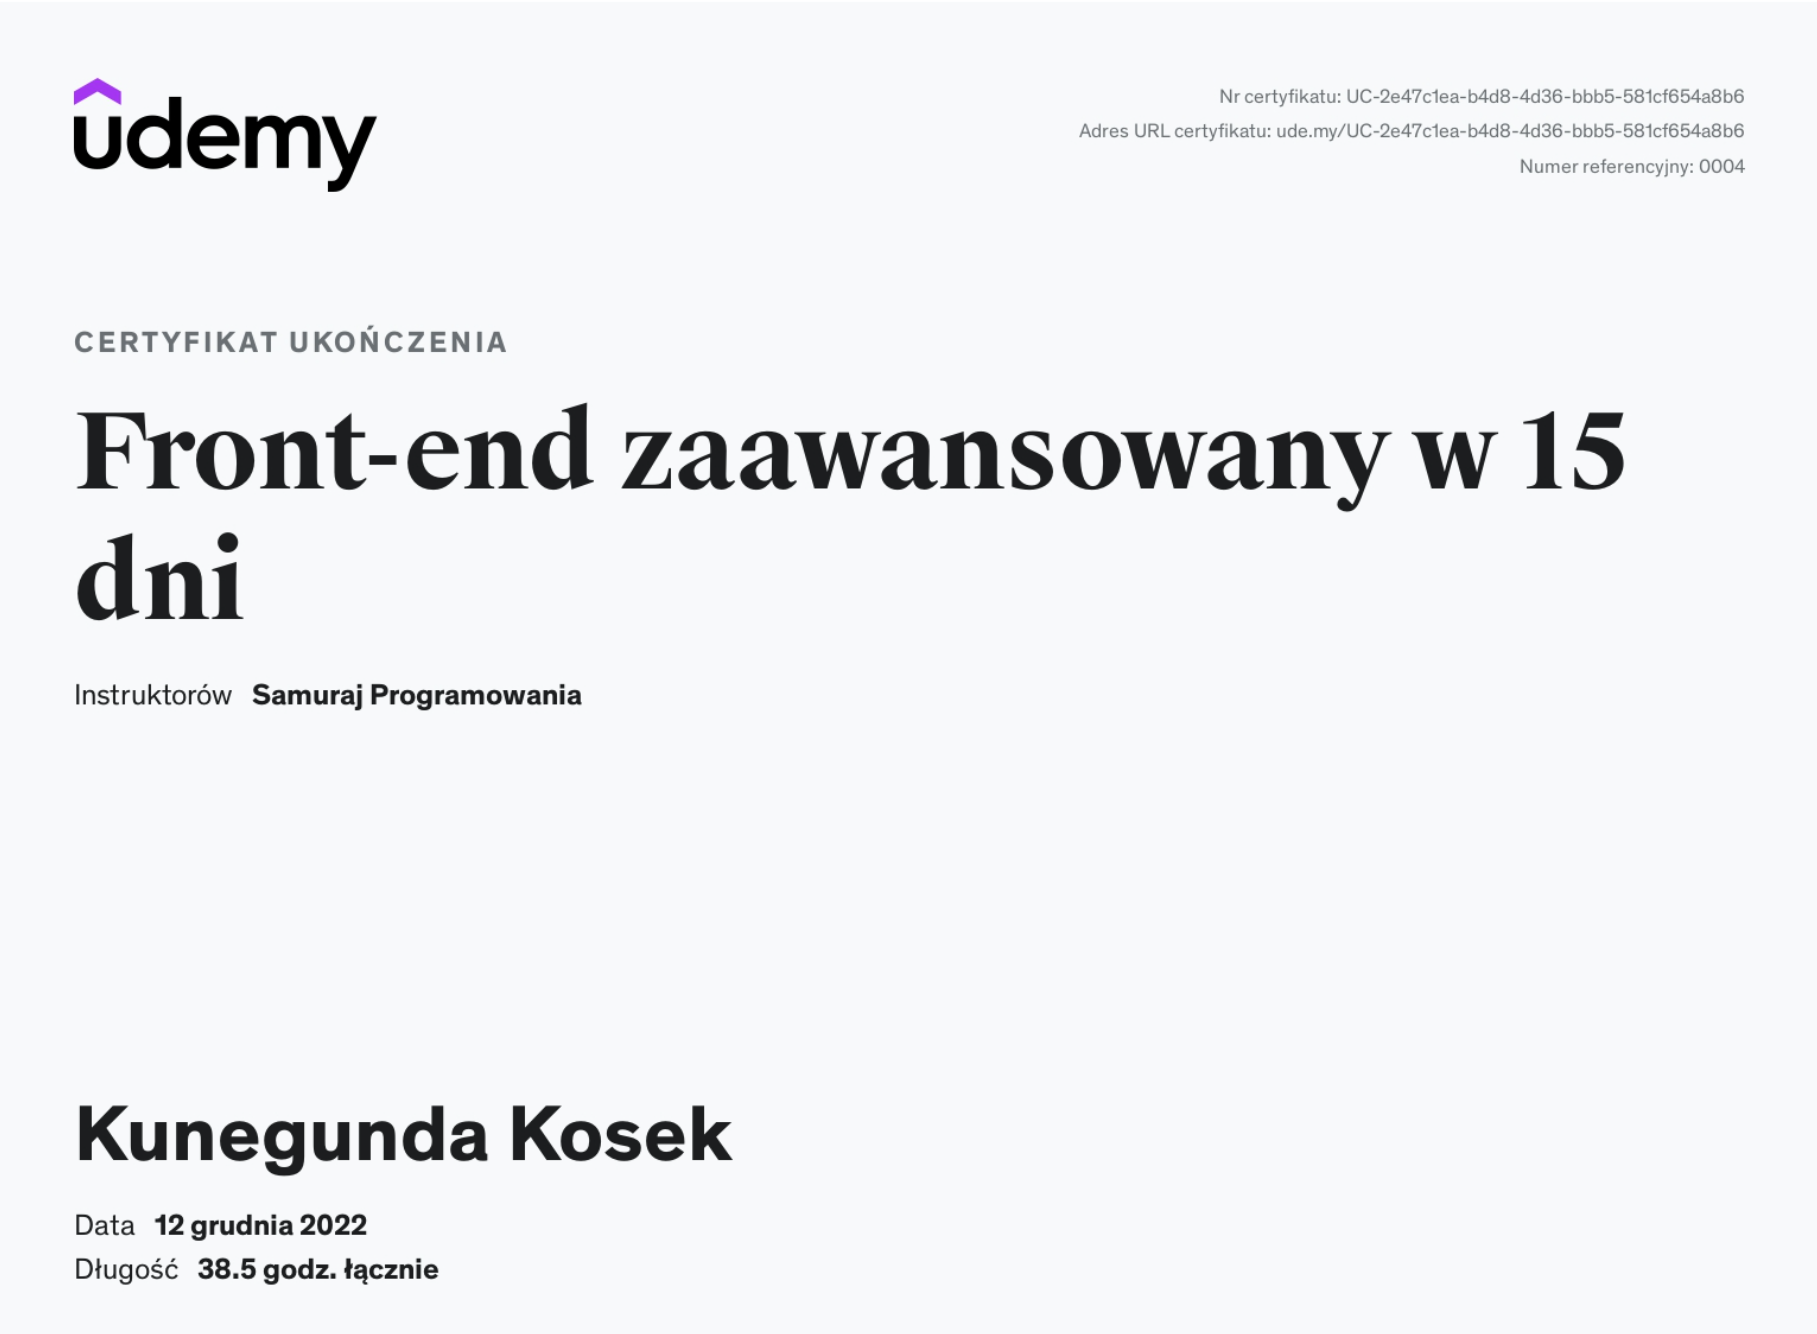 udemy
Nr certyfikatu: UC-2e47c1ea-b4d8-4d36-bbb5-581cf654a8b6
Adres URL certyfikatu: ude.my/UC-2e47c1ea-b4d8-4d36-bbb5-581cf654a8b6
Numer referencyjny: 0004
CERTYFIKAT UKOŃCZENIA
Front-end zaawansowany w 15
dni
Instruktorów Samuraj Programowania
Kunegunda Kosek
Data 12 grudnia 2022
Długość 38.5 godz. łącznie